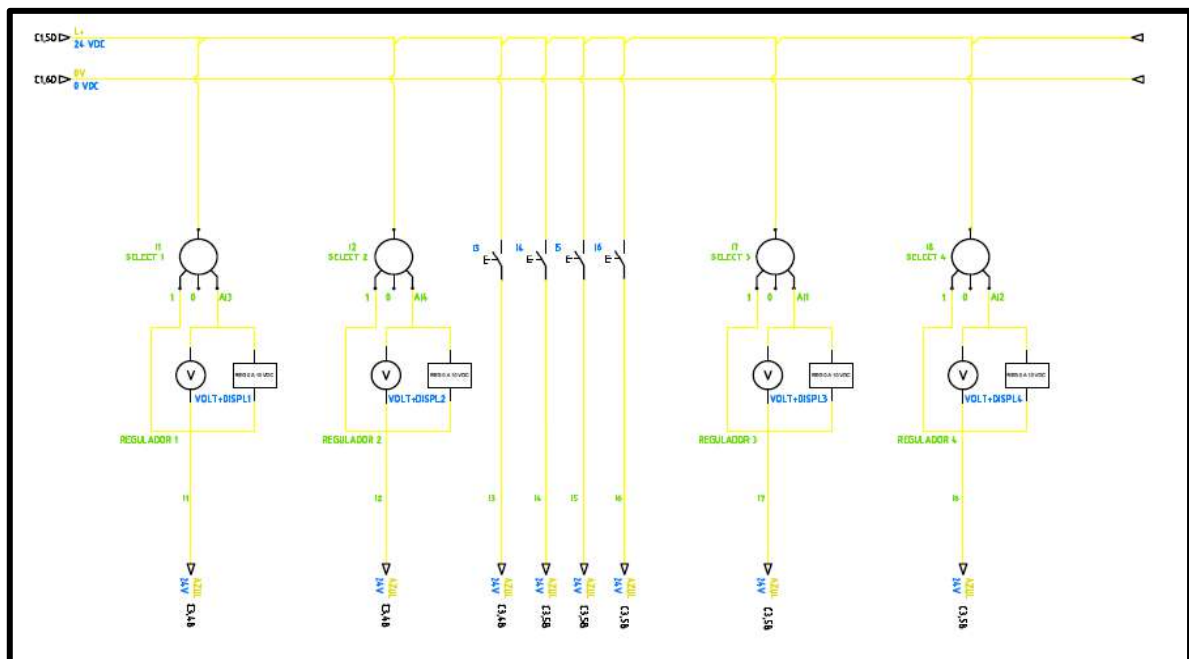 C1,5D
L+
24 VDC
C1,6D
0V
0 VDC
I1
SELECT 1
I2
SELECT 2
I3
I4
I5
I6
I7
SELECT 3
I8
SELECT 4
1 0 AI3
1 0 AI4
1 0 AI1
1 0 AI2
V
V
V
V
VOLT+DISPL1
VOLT+DISPL2
VOLT+DISPL3
VOLT+DISPL4
REGULADOR 1
REGULADOR 2
REGULADOR 3
REGULADOR 4
I1
I2
I3
I4
I5
I6
I7
I8
AZUL
24V
AZUL
24V
AZUL
24V
AZUL
24V
AZUL
24V
AZUL
24V
AZUL
24V
AZUL
24V
C3,4B
C3,4B
C3,4B
C3,5B
C3,5B
C3,5B
C3,5B
C3,5B